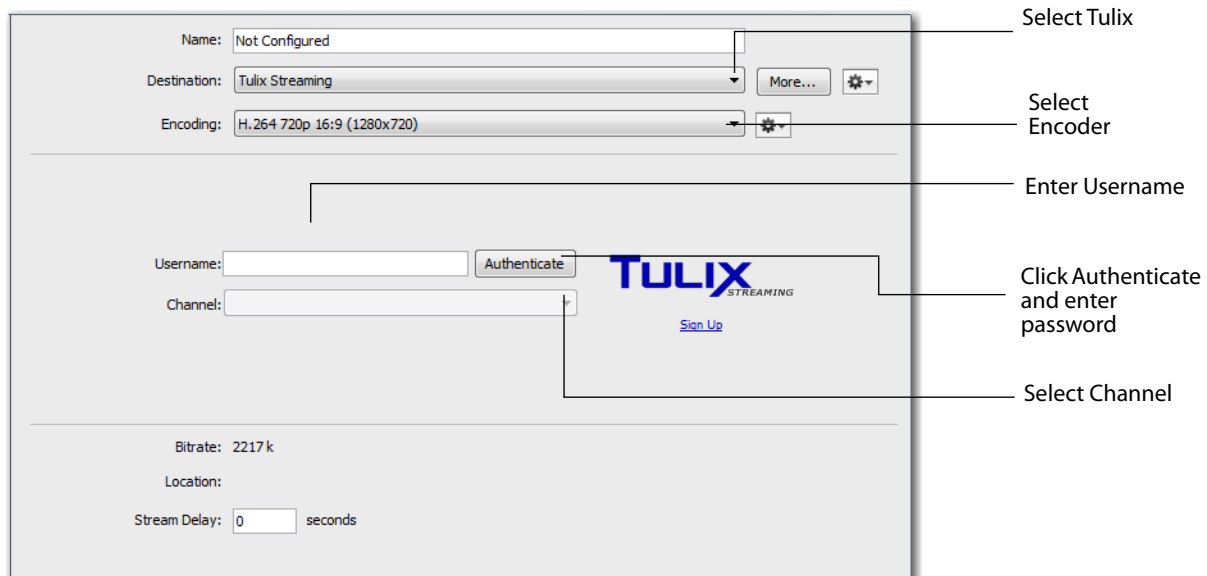 Select Tulix
Name: Not Configured
Destination: Tulix Streaming More...
Encoding: H.264 720p 16:9 (1280x720)
Select
Encoder
Enter Username
Username: Authenticate
TULIX
STREAMING
Channel:
Sign Up
Click Authenticate
and enter
password
Select Channel
Bitrate: 2217 k
Location:
Stream Delay: 0 seconds